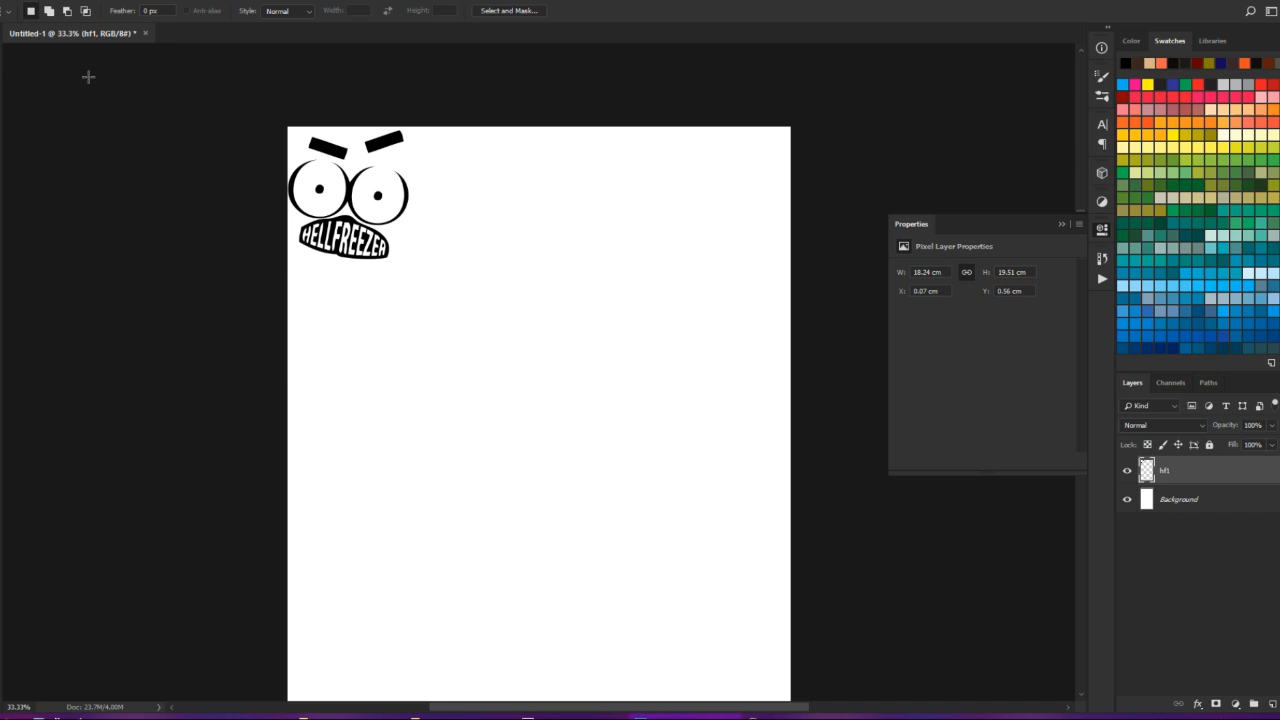 Feather: 0 px Anti-alias Style: Normal Width: Height: Select and Mask...
Untitled-1 @ 33.3% (hf1, RGB/8#) * ×
Color Swatches Libraries
HELLFREEZER
Properties
Pixel Layer Properties
W: 18.24 cm H: 19.51 cm
X: 0.07 cm Y: 0.56 cm
Layers Channels Paths
Kind
Normal Opacity: 100%
Lock: Fill: 100%
hf1
Background
33.33% Doc: 23.7M/4.00M